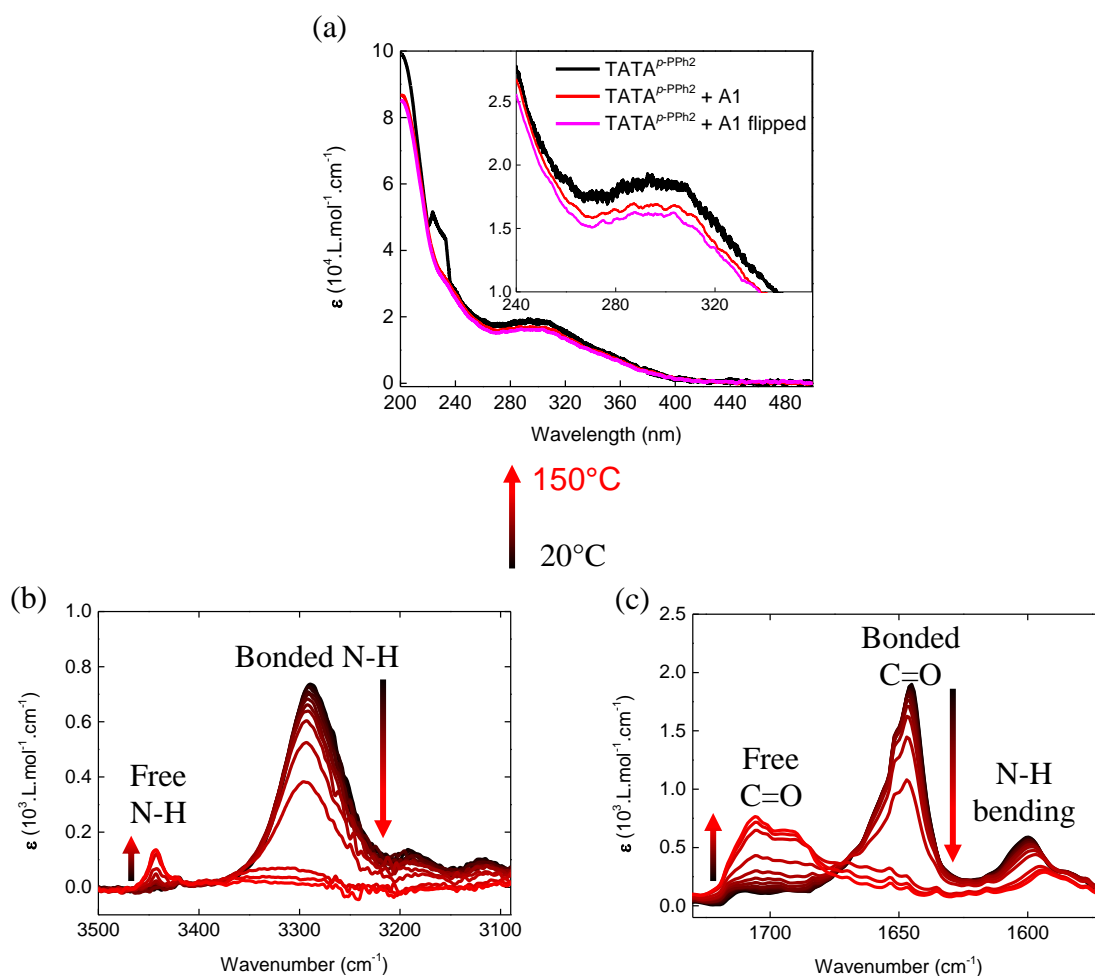 (a)
10
8
6
4
2
0
ε (10⁴.L.mol⁻¹.cm⁻¹)
200 240 280 320 360 400 440 480
Wavelength (nm)
TATAᵖ⁻ᴾᴾʰ²
TATAᵖ⁻ᴾᴾʰ² + A1
TATAᵖ⁻ᴾᴾʰ² + A1 flipped
2.5
2.0
1.5
1.0
240 280 320
150°C
20°C
(b)
1.0
0.8
0.6
0.4
0.2
0.0
ε (10³.L.mol⁻¹.cm⁻¹)
Bonded N-H
Free
N-H
3500 3400 3300 3200 3100
Wavenumber (cm⁻¹)
(c)
2.5
2.0
1.5
1.0
0.5
0.0
ε (10³.L.mol⁻¹.cm⁻¹)
Bonded
C=O
Free
C=O
N-H
bending
1700 1650 1600
Wavenumber (cm⁻¹)